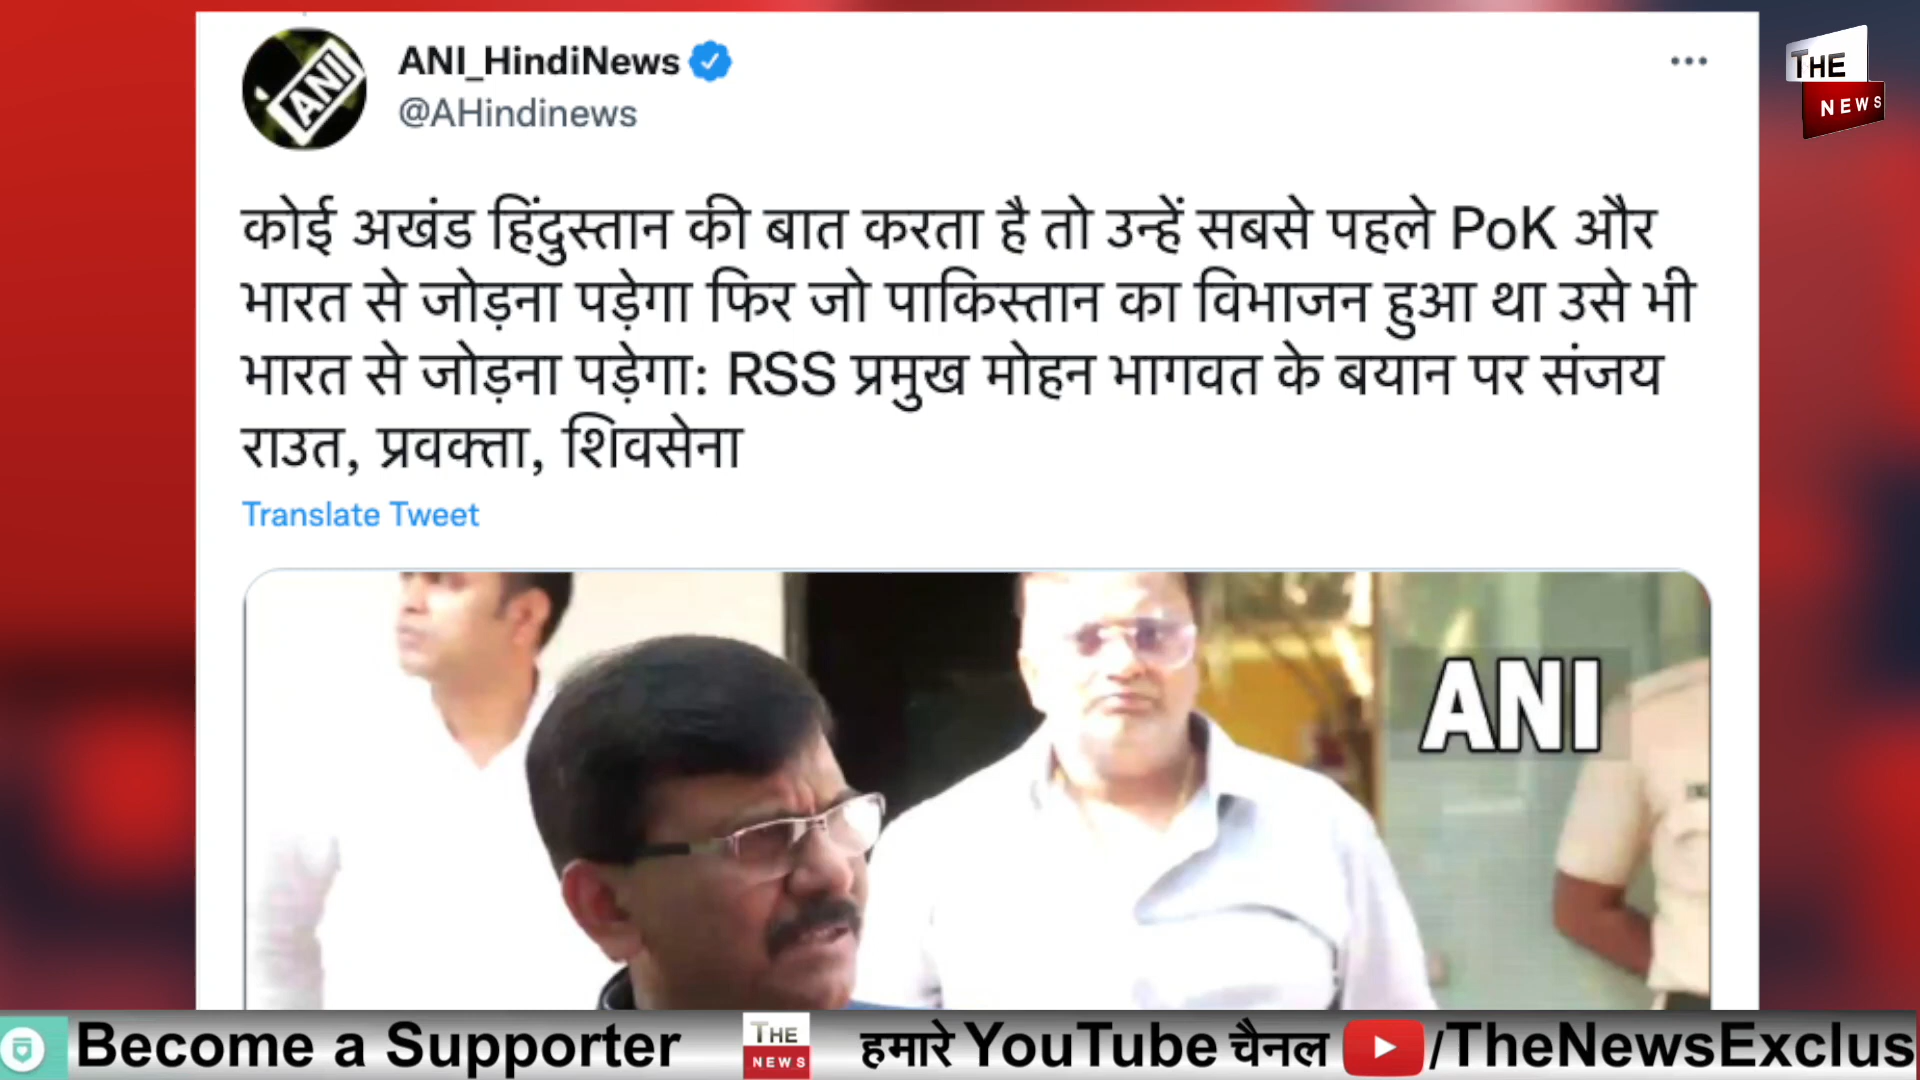 ANI
ANI_HindiNews
@AHindinews
THE
NEWS
कोई अखंड हिंदुस्तान की बात करता है तो उन्हें सबसे पहले PoK और
भारत से जोड़ना पड़ेगा फिर जो पाकिस्तान का विभाजन हुआ था उसे भी
भारत से जोड़ना पड़ेगा: RSS प्रमुख मोहन भागवत के बयान पर संजय
राउत, प्रवक्ता, शिवसेना
Translate Tweet
ANI
Become a Supporter
THE
NEWS
हमारे YouTube चैनल
/TheNewsExclus